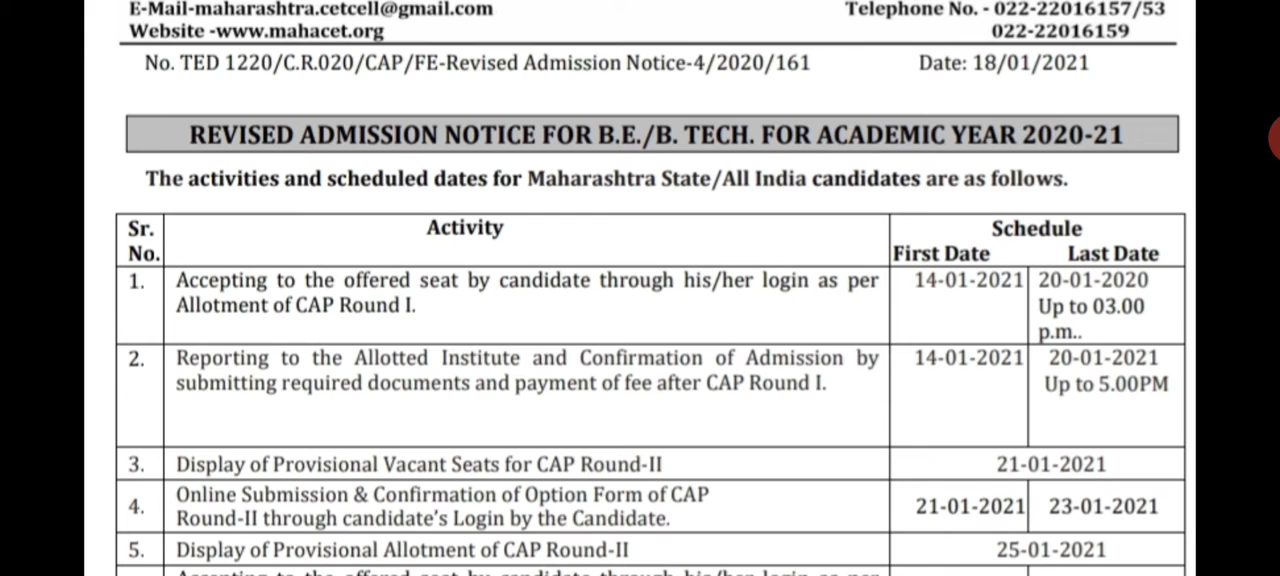 E-Mail-maharashtra.cetcell@gmail.com Telephone No. - 022-22016157/53
Website -www.mahacet.org 022-22016159
No. TED 1220/C.R.020/CAP/FE-Revised Admission Notice-4/2020/161 Date: 18/01/2021
REVISED ADMISSION NOTICE FOR B.E./B. TECH. FOR ACADEMIC YEAR 2020-21
The activities and scheduled dates for Maharashtra State/All India candidates are as follows.
Sr. No. Activity Schedule
First Date Last Date
1. Accepting to the offered seat by candidate through his/her login as per 14-01-2021 20-01-2020
Allotment of CAP Round I. Up to 03.00
p.m..
2. Reporting to the Allotted Institute and Confirmation of Admission by 14-01-2021 20-01-2021
submitting required documents and payment of fee after CAP Round I. Up to 5.00PM
3. Display of Provisional Vacant Seats for CAP Round-II 21-01-2021
4. Online Submission & Confirmation of Option Form of CAP
Round-II through candidate's Login by the Candidate. 21-01-2021 23-01-2021
5. Display of Provisional Allotment of CAP Round-II 25-01-2021